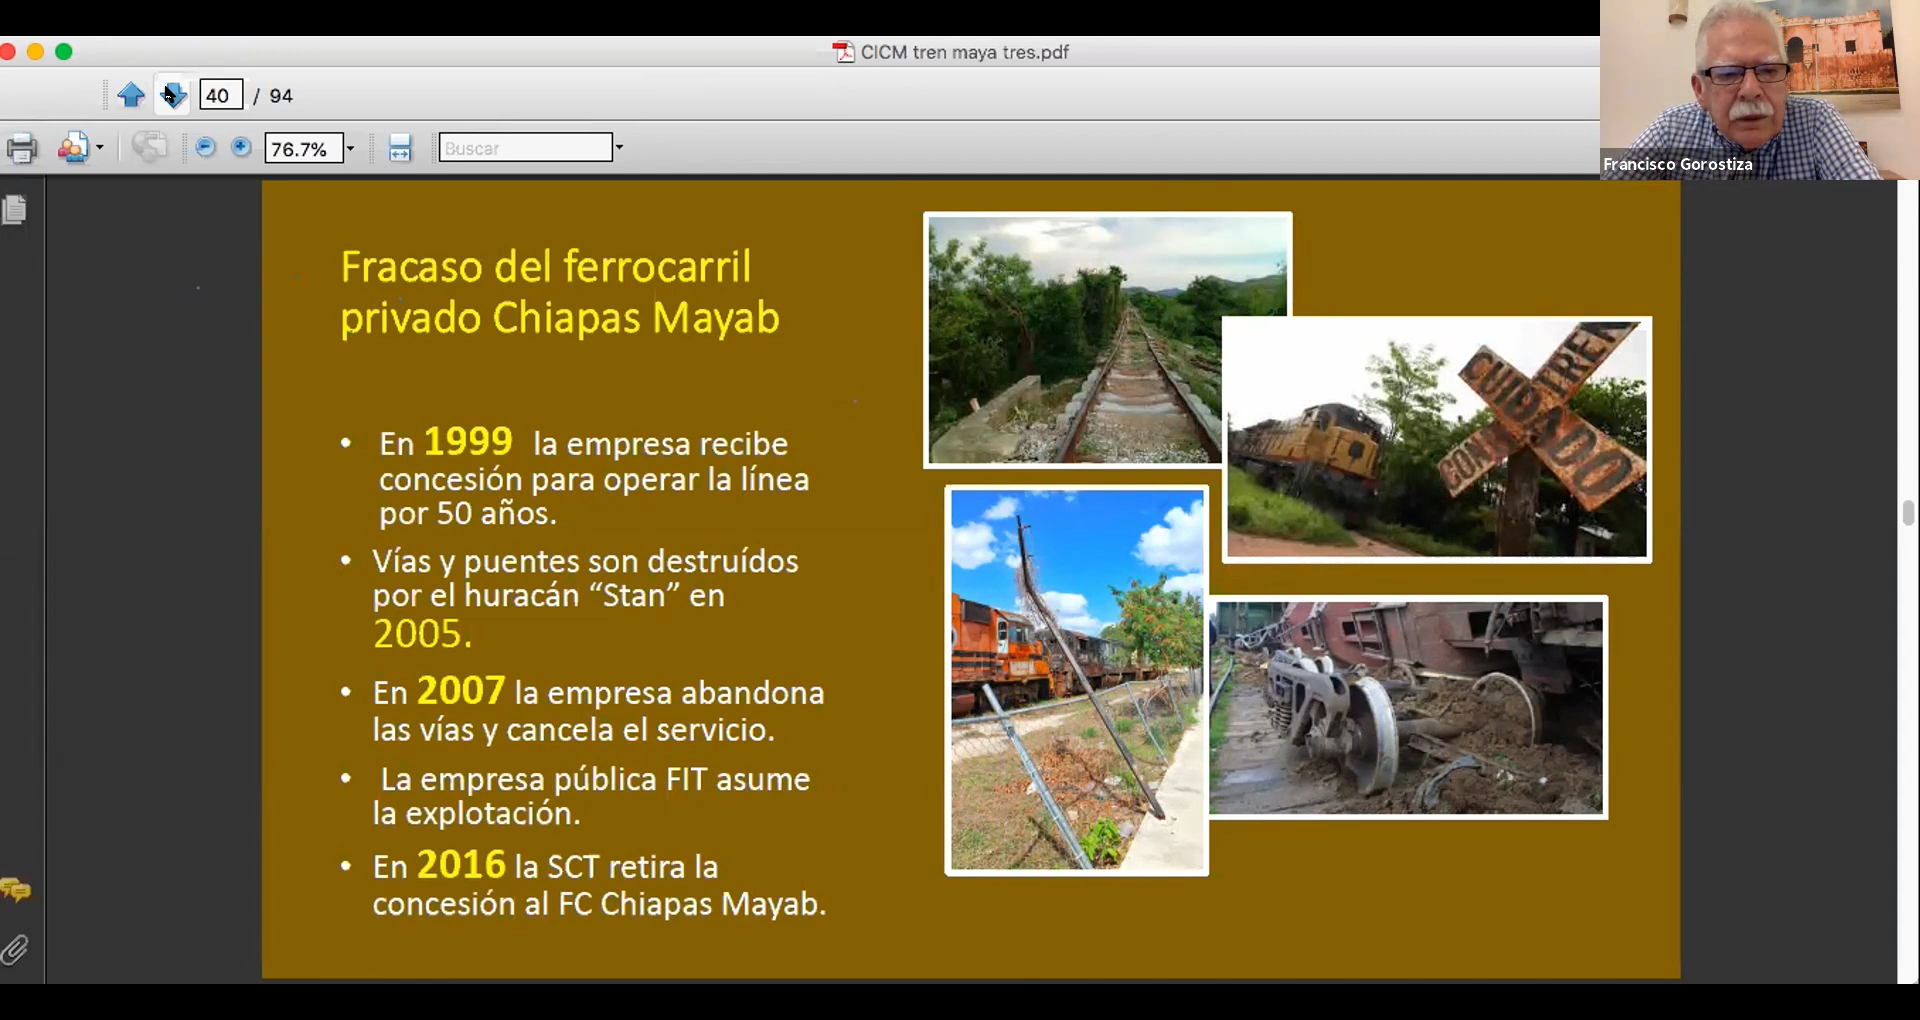 CICM tren maya tres.pdf
40 / 94
76.7%
Buscar
Francisco Gorostiza
Fracaso del ferrocarril
privado Chiapas Mayab
• En 1999 la empresa recibe
concesión para operar la línea
por 50 años.
• Vías y puentes son destruídos
por el huracán “Stan” en
2005.
• En 2007 la empresa abandona
las vías y cancela el servicio.
• La empresa pública FIT asume
la explotación.
• En 2016 la SCT retira la
concesión al FC Chiapas Mayab.
CUIDADO
CON
TREN